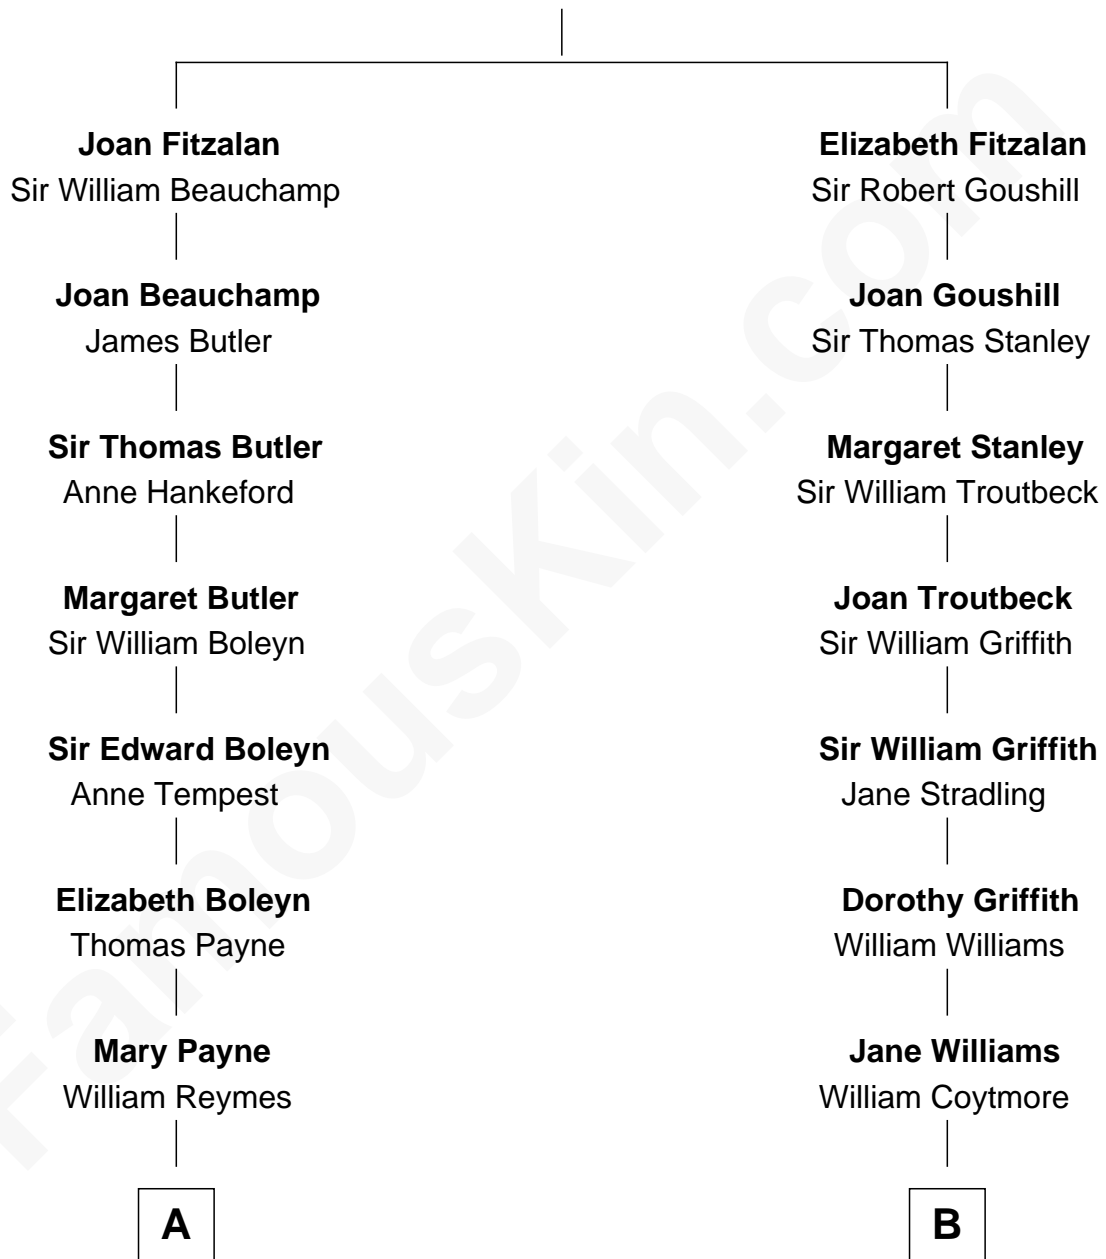 Joan Fitzalan
Sir William Beauchamp
Joan Beauchamp
James Butler
Sir Thomas Butler
Anne Hankeford
Margaret Butler
Sir William Boleyn
Sir Edward Boleyn
Anne Tempest
Elizabeth Boleyn
Thomas Payne
Mary Payne
William Reymes
A
Elizabeth Fitzalan
Sir Robert Goushill
Joan Goushill
Sir Thomas Stanley
Margaret Stanley
Sir William Troutbeck
Joan Troutbeck
Sir William Griffith
Sir William Griffith
Jane Stradling
Dorothy Griffith
William Williams
Jane Williams
William Coytmore
B
FamousKin.com